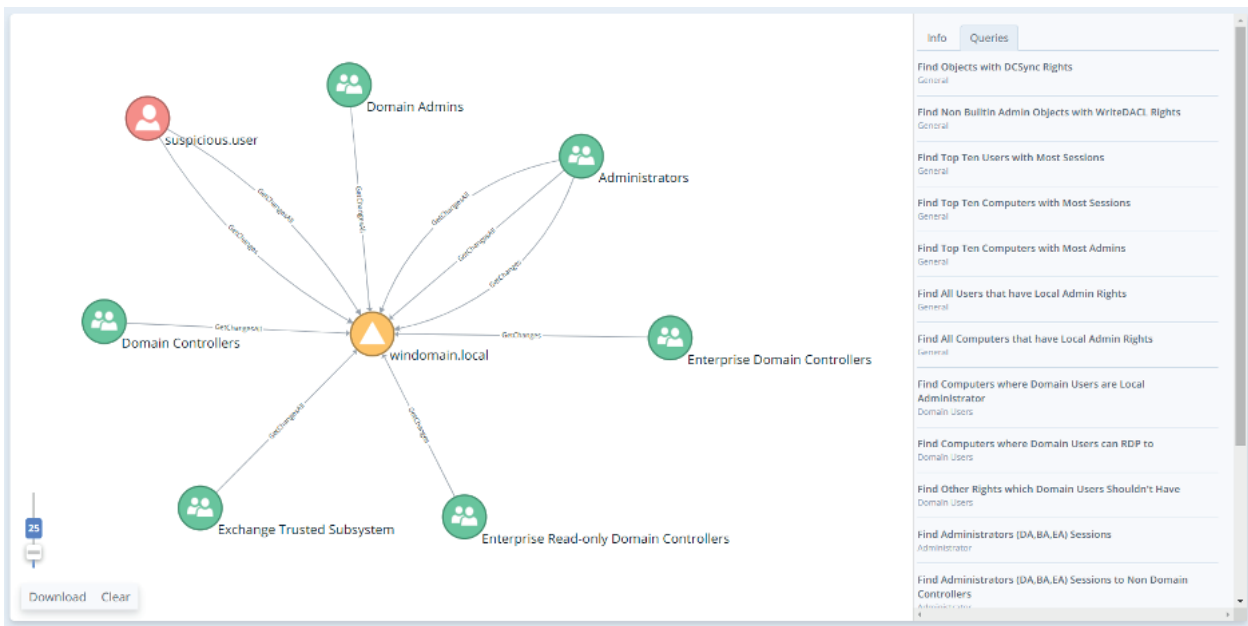 Domain Admins
suspicious.user
Administrators
GetChangesAll
GetChangesAll
GetChangesAll
GetChanges
GetChangesAll
GetChanges
GetChanges
GetChangesAll
GetChanges
Domain Controllers
windomain.local
Enterprise Domain Controllers
GetChangesAll
GetChanges
Exchange Trusted Subsystem
Enterprise Read-only Domain Controllers
25
Download Clear
Info Queries
Find Objects with DCSync Rights
General
Find Non Builtin Admin Objects with WriteDACL Rights
General
Find Top Ten Users with Most Sessions
General
Find Top Ten Computers with Most Sessions
General
Find Top Ten Computers with Most Admins
General
Find All Users that have Local Admin Rights
General
Find All Computers that have Local Admin Rights
General
Find Computers where Domain Users are Local
Administrator
Domain Users
Find Computers where Domain Users can RDP to
Domain Users
Find Other Rights which Domain Users Shouldn't Have
Domain Users
Find Administrators (DA,BA,EA) Sessions
Administrator
Find Administrators (DA,BA,EA) Sessions to Non Domain
Controllers
Administrator